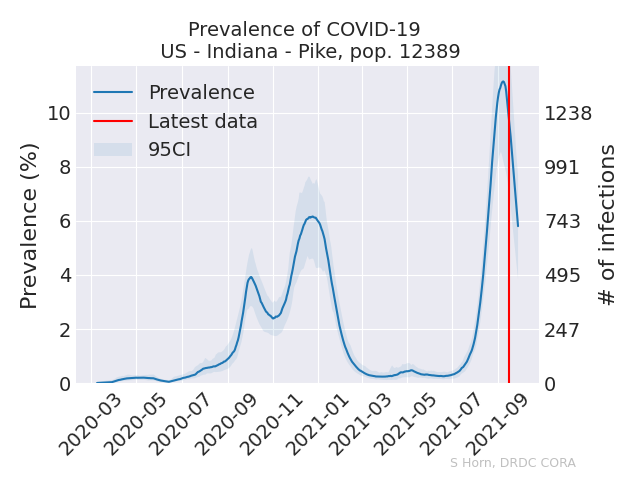 Prevalence of COVID-19
US - Indiana - Pike, pop. 12389
Prevalence
Latest data
95CI
Prevalence (%)
10
8
6
4
2
0
1238
991
743
495
247
0
# of infections
2020-03
2020-05
2020-07
2020-09
2020-11
2021-01
2021-03
2021-05
2021-07
2021-09
S Horn, DRDC CORA